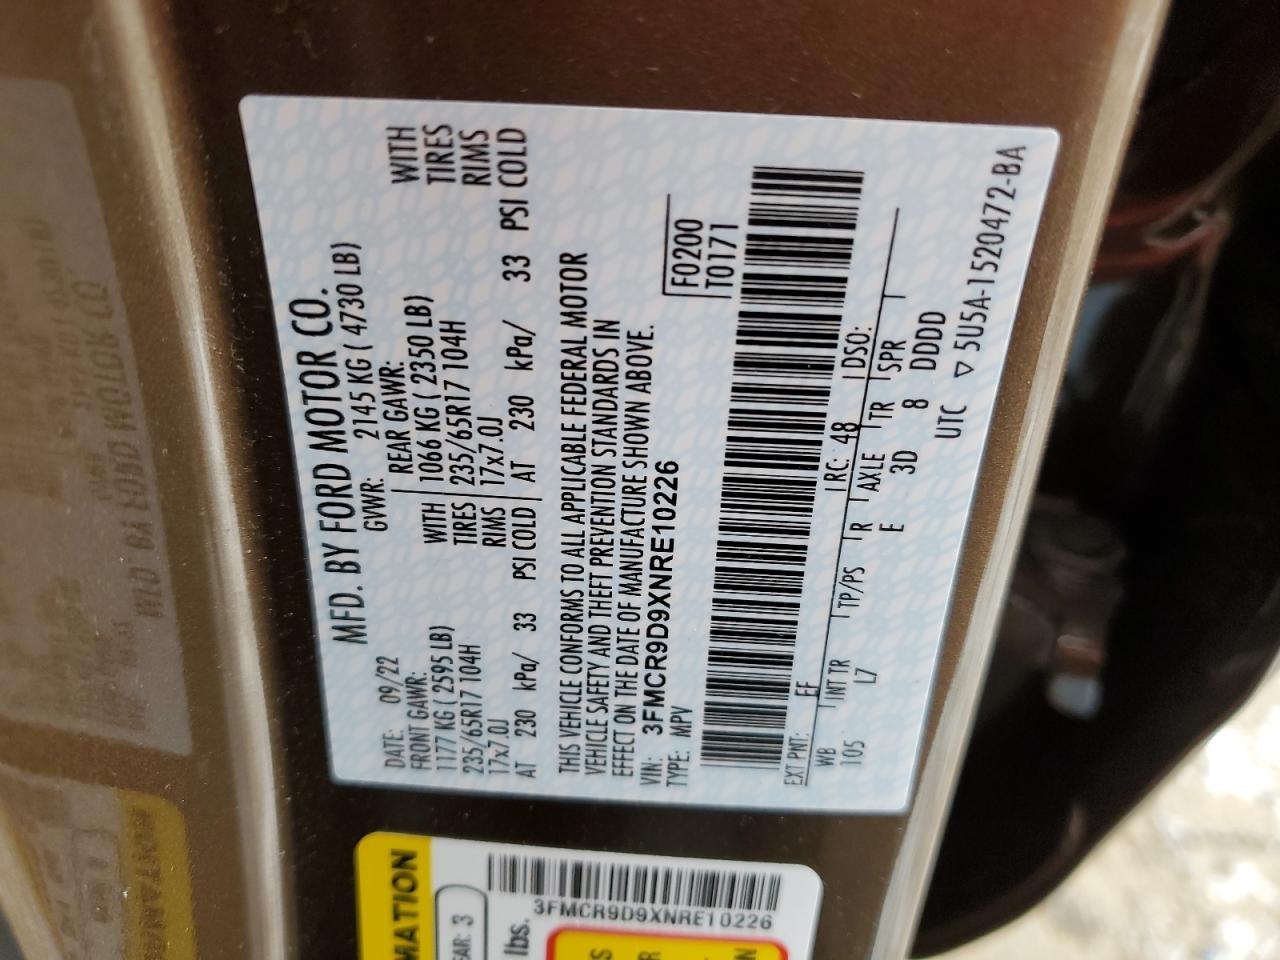 MFD. BY FORD MOTOR CO.
DATE: 09/22 GVWR: 2145 KG ( 4730 LB)
FRONT GAWR: REAR GAWR:
1177 KG ( 2595 LB) WITH 1066 KG ( 2350 LB) WITH
235/65R17 104H TIRES 235/65R17 104H TIRES
17x7.0J RIMS 17x7.0J RIMS
AT 230 kPa/ 33 PSI COLD AT 230 kPa/ 33 PSI COLD
THIS VEHICLE CONFORMS TO ALL APPLICABLE FEDERAL MOTOR
VEHICLE SAFETY AND THEFT PREVENTION STANDARDS IN
EFFECT ON THE DATE OF MANUFACTURE SHOWN ABOVE.
VIN: 3FMCR9D9XNRE10226 F0200
TYPE: MPV T0171
EXT PNT: EF RC: 48 DSO:
WB INT TR TP/PS R AXLE TR SPR
105 L7 E 3D 8 DDDD
UTC ▽ 5U5A-1520472-BA
MATION
EAR: 3
3FMCR9D9XNRE10226
lbs.